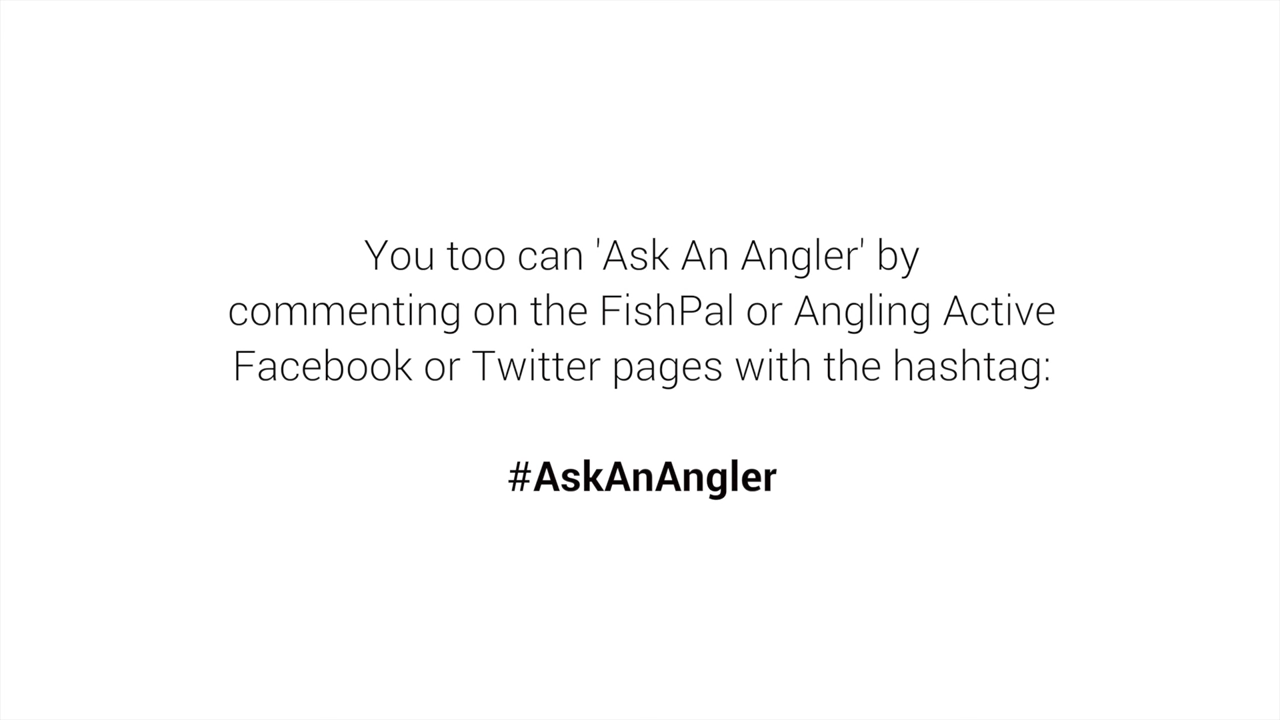 You too can 'Ask An Angler' by
commenting on the FishPal or Angling Active
Facebook or Twitter pages with the hashtag:
#AskAnAngler